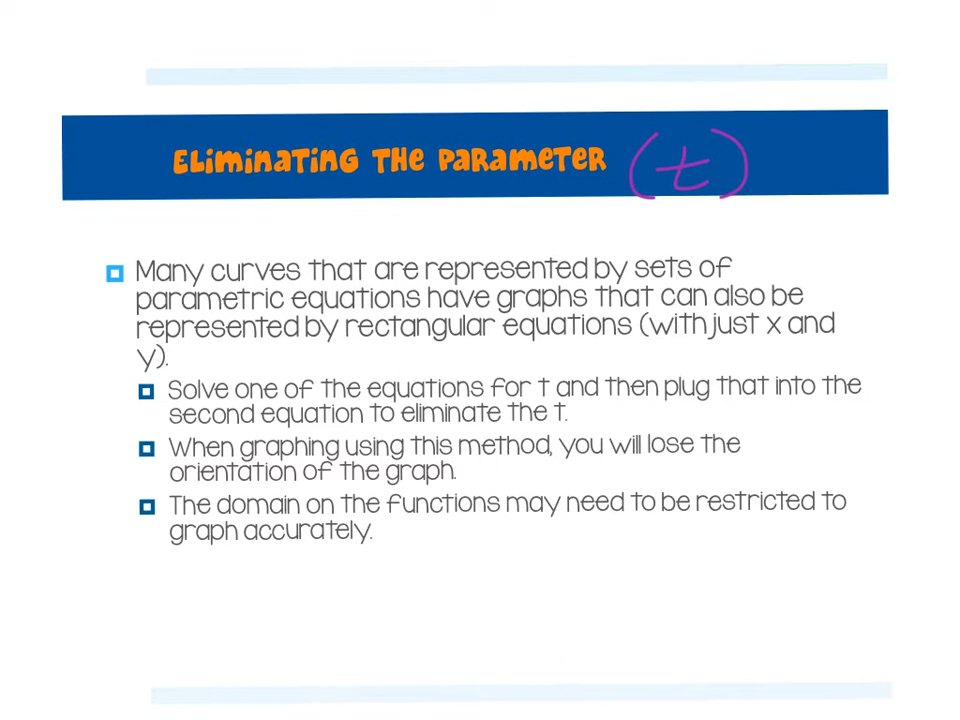 Eliminating the Parameter (t)
Many curves that are represented by sets of
parametric equations have graphs that can also be
represented by rectangular equations (with just x and
y).
Solve one of the equations for t and then plug that into the
second equation to eliminate the t.
When graphing using this method, you will lose the
orientation of the graph.
The domain on the functions may need to be restricted to
graph accurately.